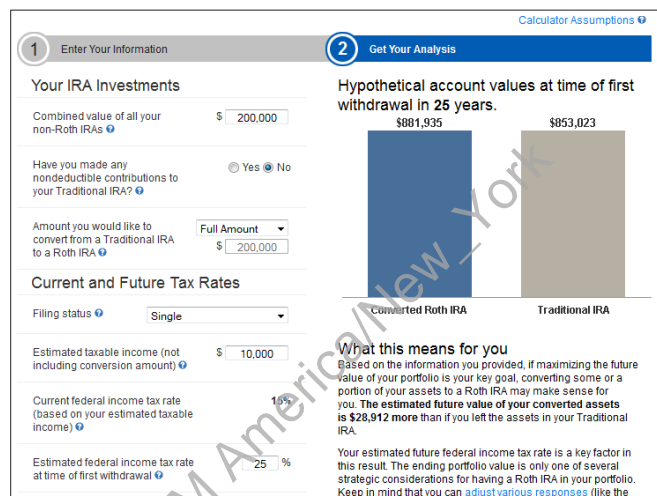 Calculator Assumptions
1 Enter Your Information
2 Get Your Analysis
Your IRA Investments
Combined value of all your
non-Roth IRAs
$ 200,000
Have you made any
nondeductible contributions to
your Traditional IRA?
Yes No
Amount you would like to
convert from a Traditional IRA
to a Roth IRA
Full Amount
$ 200,000
Current and Future Tax
Rates
Filing status
Single
Estimated taxable income (not
including conversion amount)
$ 10,000
Current federal income tax rate
(based on your estimated taxable
income)
15%
Estimated federal income tax rate
at time of first withdrawal
25 %
Hypothetical account values at time of first
withdrawal in 25 years.
$881,935 $853,023
Converted Roth IRA Traditional IRA
What this means for you
Based on the information you provided, if maximizing the future
value of your portfolio is your key goal, converting some or a
portion of your assets to a Roth IRA may make sense for
you. The estimated future value of your converted assets
is $28,912 more than if you left the assets in your Traditional
IRA.
Your estimated future federal income tax rate is a key factor in
this result. The ending portfolio value is only one of several
strategic considerations for having a Roth IRA in your portfolio.
Keep in mind that you can adjust various responses (like the
M America/New_York